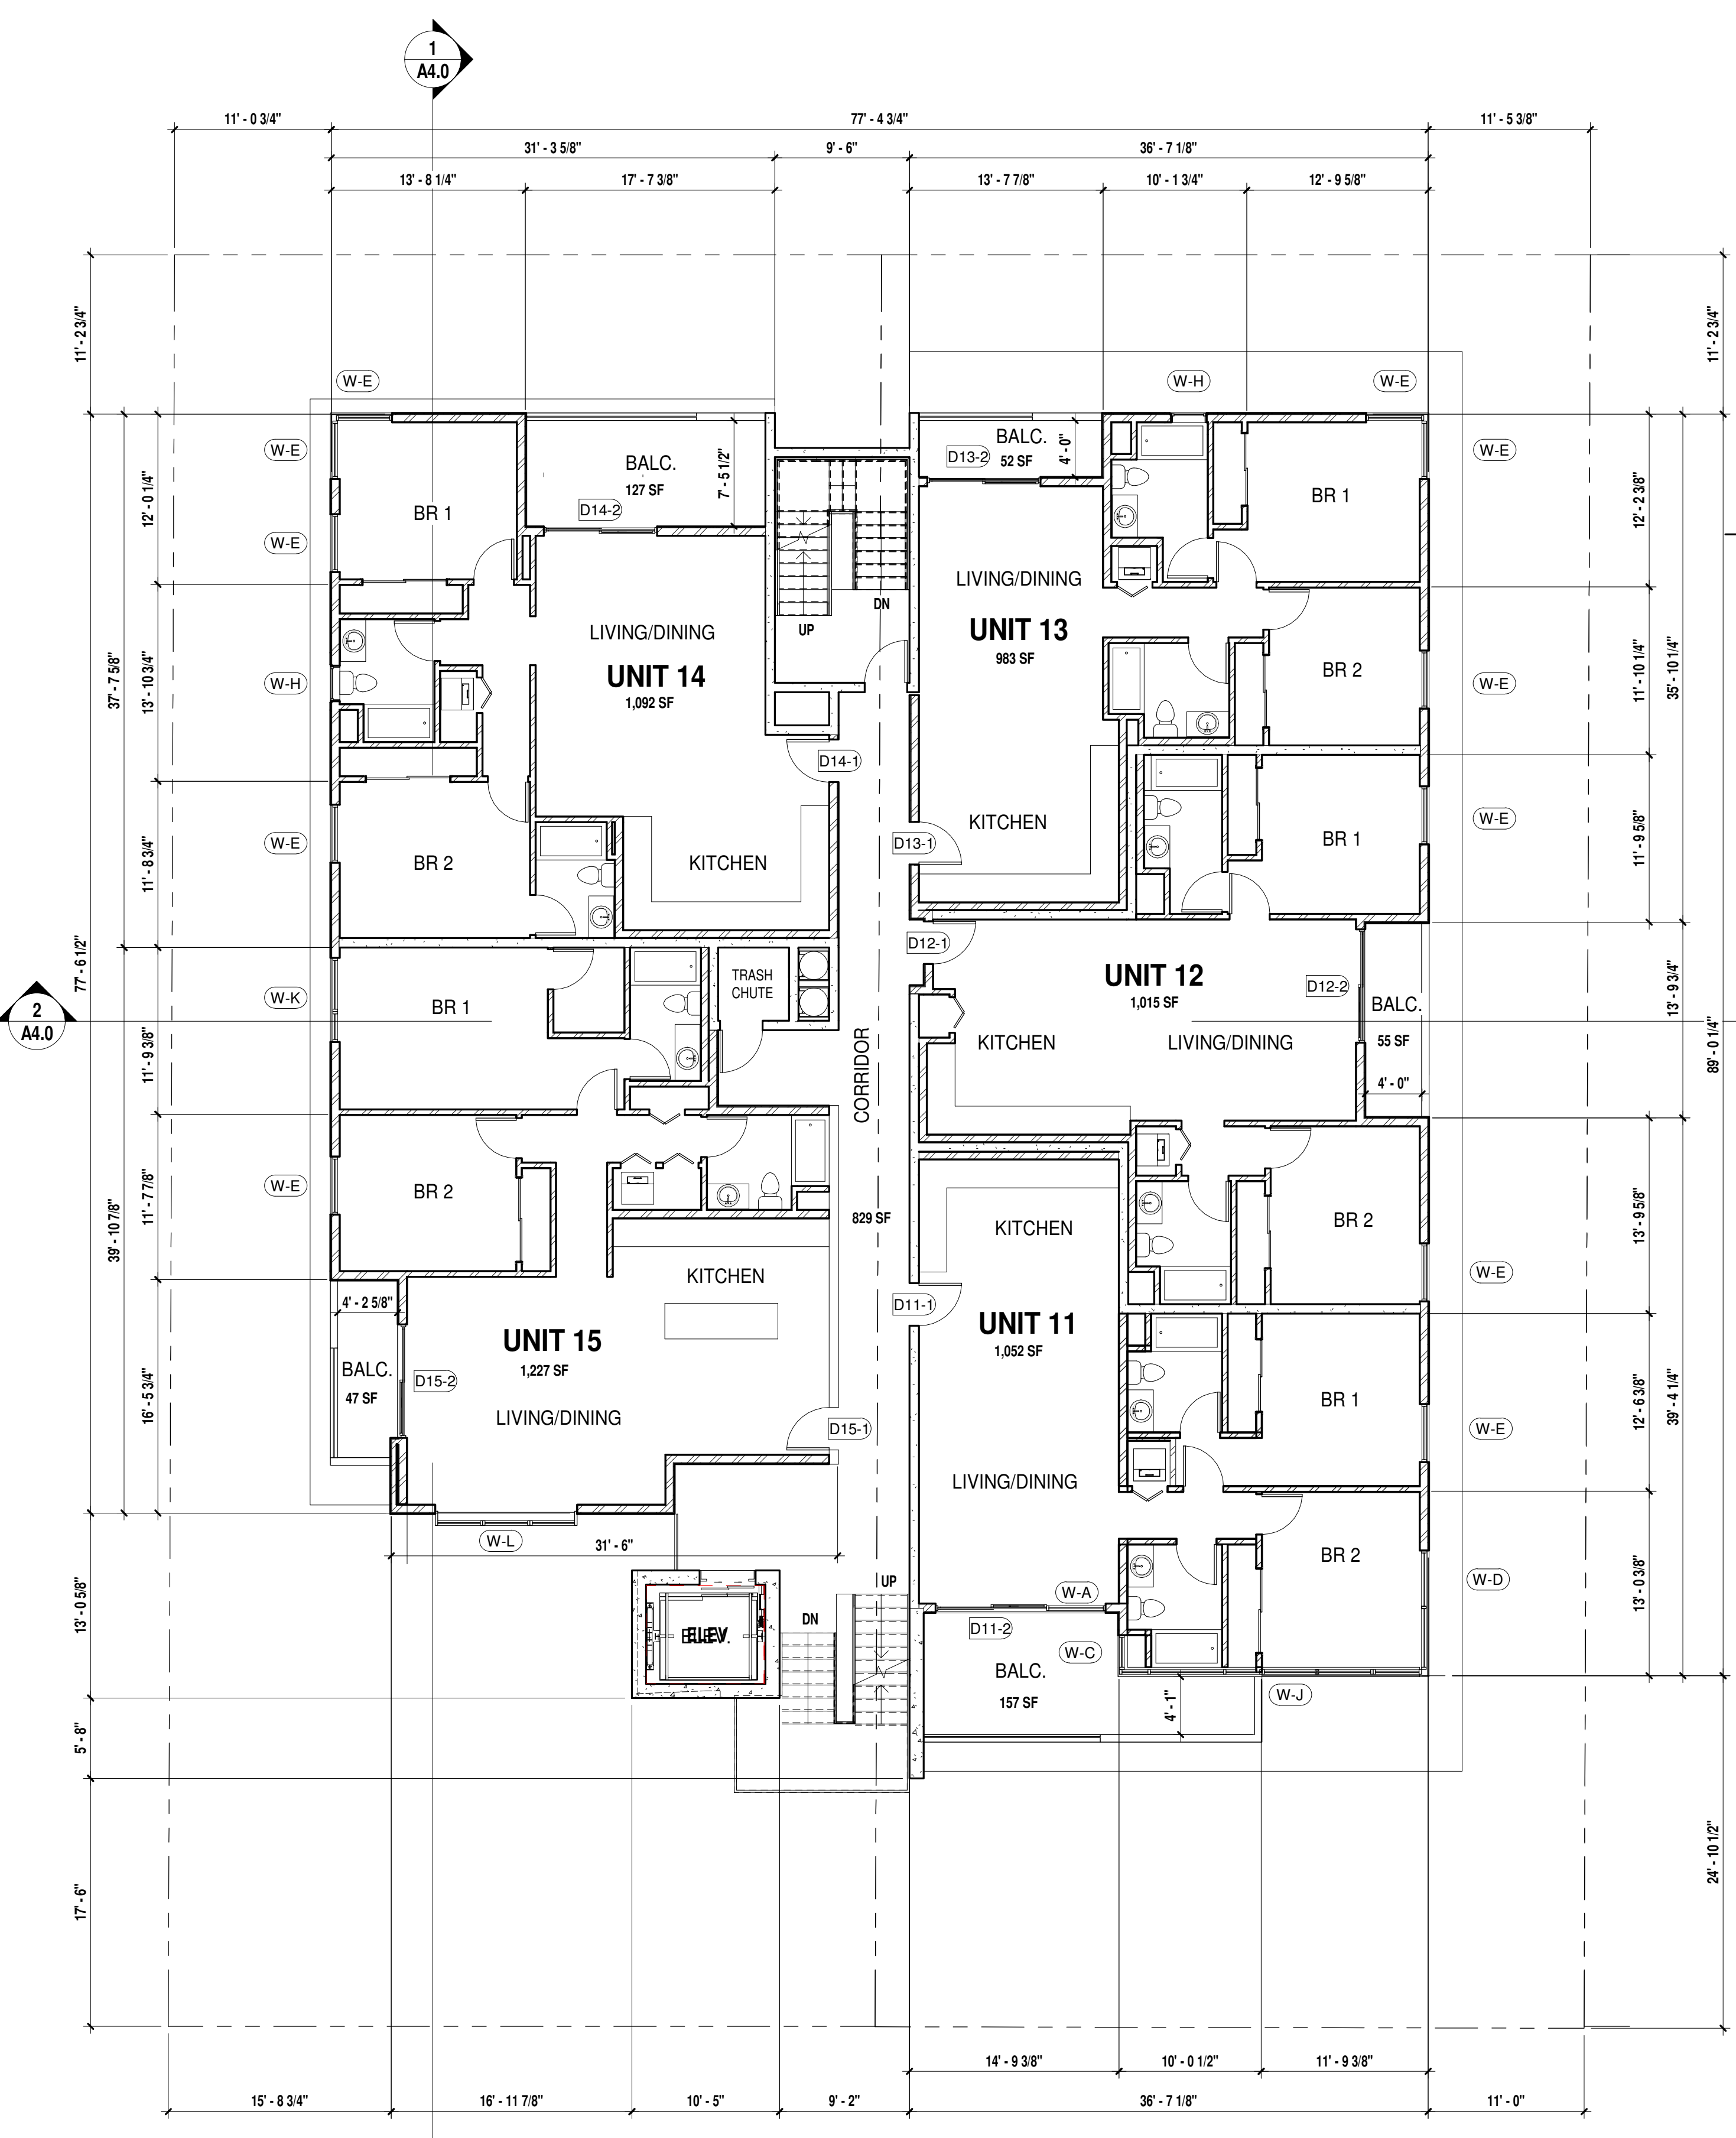 1
A4.0
11' - 0 3/4"
77' - 4 3/4"
11' - 5 3/8"
31' - 3 5/8"
9' - 6"
36' - 7 1/8"
13' - 8 1/4"
17' - 7 3/8"
13' - 7 7/8"
10' - 1 3/4"
12' - 9 5/8"
11' - 2 3/4"
11' - 2 3/4"
W-E
W-H
W-E
W-E
BALC.
127 SF
7' - 5 1/2"
D14-2
BALC.
52 SF
4' - 0"
D13-2
W-E
12' - 0 1/4"
BR 1
BR 1
12' - 2 3/8"
W-E
LIVING/DINING
UNIT 14
1,092 SF
DN
UP
LIVING/DINING
UNIT 13
983 SF
W-H
37' - 7 5/8"
13' - 10 3/4"
BR 2
W-E
11' - 10 1/4"
35' - 10 1/4"
D14-1
W-E
11' - 8 3/4"
BR 2
KITCHEN
D13-1
KITCHEN
BR 1
W-E
11' - 9 5/8"
77' - 6 1/2"
2
A4.0
W-K
BR 1
TRASH
CHUTE
D12-1
UNIT 12
1,015 SF
D12-2
BALC.
55 SF
4' - 0"
13' - 9 3/4"
89' - 0 1/4"
11' - 9 3/8"
CORRIDOR
829 SF
KITCHEN
LIVING/DINING
W-E
11' - 7 7/8"
39' - 10 7/8"
BR 2
KITCHEN
KITCHEN
BR 2
W-E
13' - 9 5/8"
4' - 2 5/8"
BALC.
47 SF
D15-2
16' - 5 3/4"
UNIT 15
1,227 SF
LIVING/DINING
D15-1
D11-1
UNIT 11
1,052 SF
LIVING/DINING
BR 1
W-E
12' - 6 3/8"
39' - 4 1/4"
W-L
31' - 6"
UP
DN
ELEV.
W-A
D11-2
W-C
BR 2
W-D
13' - 0 3/8"
BALC.
157 SF
4' - 1"
W-J
13' - 0 5/8"
5' - 8"
17' - 6"
24' - 10 1/2"
14' - 9 3/8"
10' - 0 1/2"
11' - 9 3/8"
15' - 8 3/4"
16' - 11 7/8"
10' - 5"
9' - 2"
36' - 7 1/8"
11' - 0"